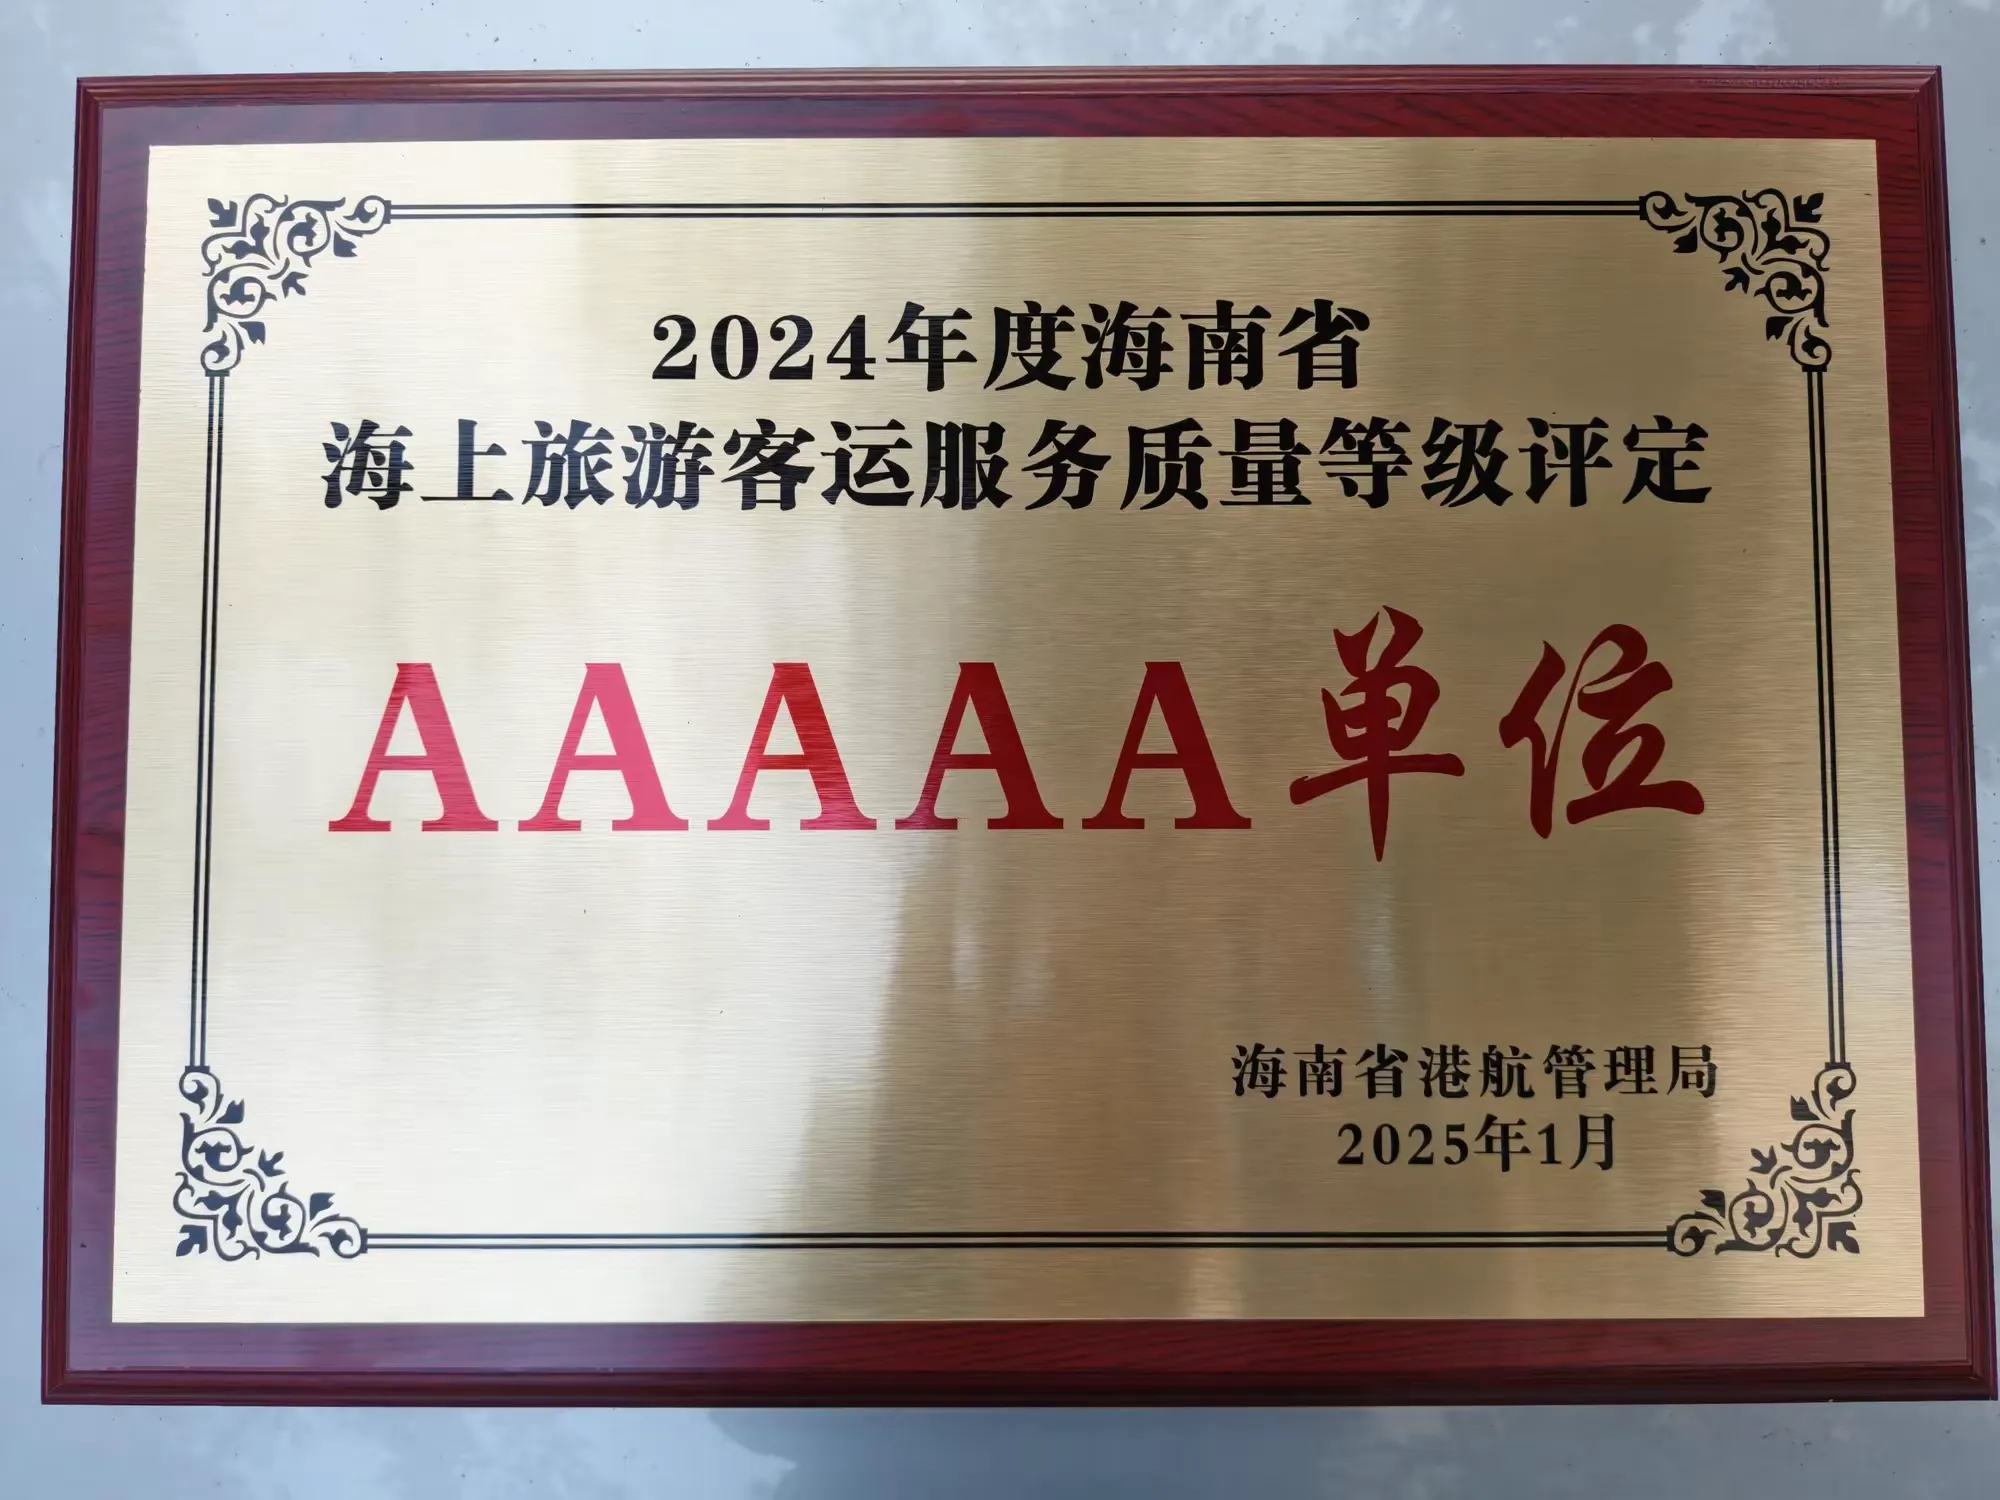 2024年度海南省
海上旅游客运服务质量等级评定
AAAAA单位
海南省港航管理局
2025年1月